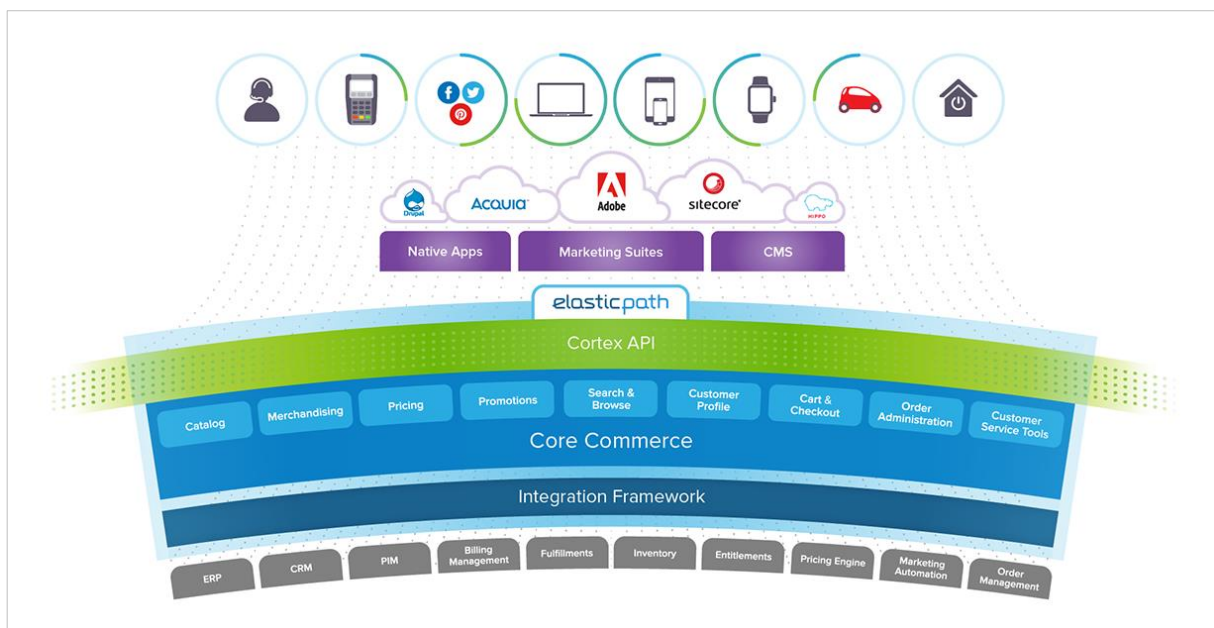 Drupal
ACQUIA
Adobe
sitecore
HIPPO
Native Apps
Marketing Suites
CMS
elasticpath
Cortex API
Catalog
Merchandising
Pricing
Promotions
Search &
Browse
Customer
Profile
Cart &
Checkout
Order
Administration
Customer
Service Tools
Core Commerce
Integration Framework
ERP
CRM
PIM
Billing
Management
Fulfillments
Inventory
Entitlements
Pricing Engine
Marketing
Automation
Order
Management